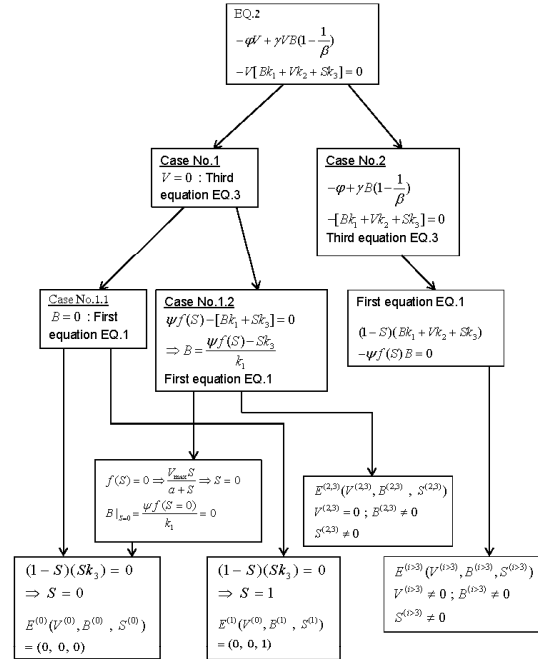 EQ.2
−φV + γVB(1−1/β)
−V[Bk₁ + Vk₂ + Sk₃] = 0
Case No.1
V = 0 : Third
equation EQ.3
Case No.2
−φ + γB(1−1/β)
−[Bk₁ + Vk₂ + Sk₃] = 0
Third equation EQ.3
Case No.1.1
B = 0 : First
equation EQ.1
Case No.1.2
ψf(S) − [Bk₁ + Sk₃] = 0
⇒ B = (ψf(S) − Sk₃)/k₁
First equation EQ.1
First equation EQ.1
(1−S)(Bk₁ + Vk₂ + Sk₃)
−ψf(S)B = 0
f(S) = 0 ⇒ (V_max S)/(a+S) ⇒ S = 0
B|_{S=0} = ψf(S=0)/k₁ = 0
E^(2,3)(V^(2,3), B^(2,3) , S^(2,3))
V^(2,3) = 0 ; B^(2,3) ≠ 0
S^(2,3) ≠ 0
(1−S)(Sk₃) = 0
⇒ S = 0
E^(0)(V^(0), B^(0) , S^(0))
= (0, 0, 0)
(1−S)(Sk₃) = 0
⇒ S = 1
E^(1)(V^(0), B^(1) , S^(1))
= (0, 0, 1)
E^(i>3)(V^(i>3), B^(i>3), S^(i>3))
V^(i>3) ≠ 0 ; B^(i>3) ≠ 0
S^(i>3) ≠ 0